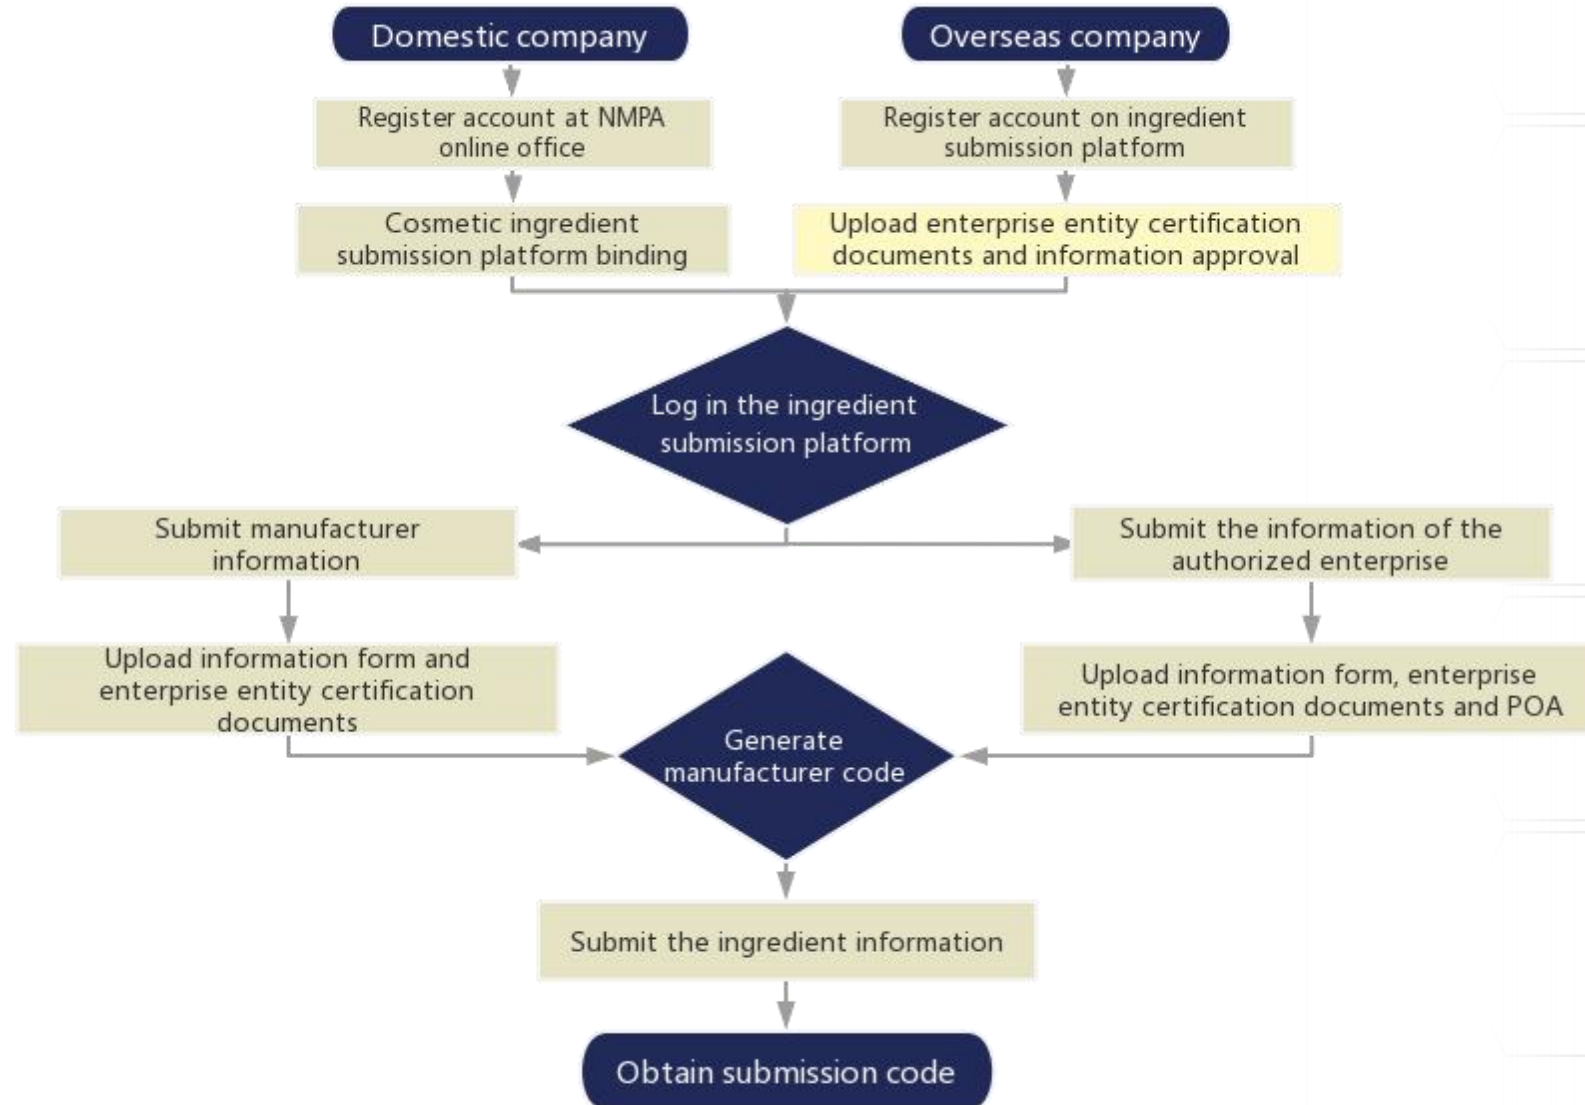 Domestic company
Overseas company
Register account at NMPA
online office
Register account on ingredient
submission platform
Cosmetic ingredient
submission platform binding
Upload enterprise entity certification
documents and information approval
Log in the ingredient
submission platform
Submit manufacturer
information
Submit the information of the
authorized enterprise
Upload information form and
enterprise entity certification
documents
Upload information form, enterprise
entity certification documents and POA
Generate
manufacturer code
Submit the ingredient information
Obtain submission code